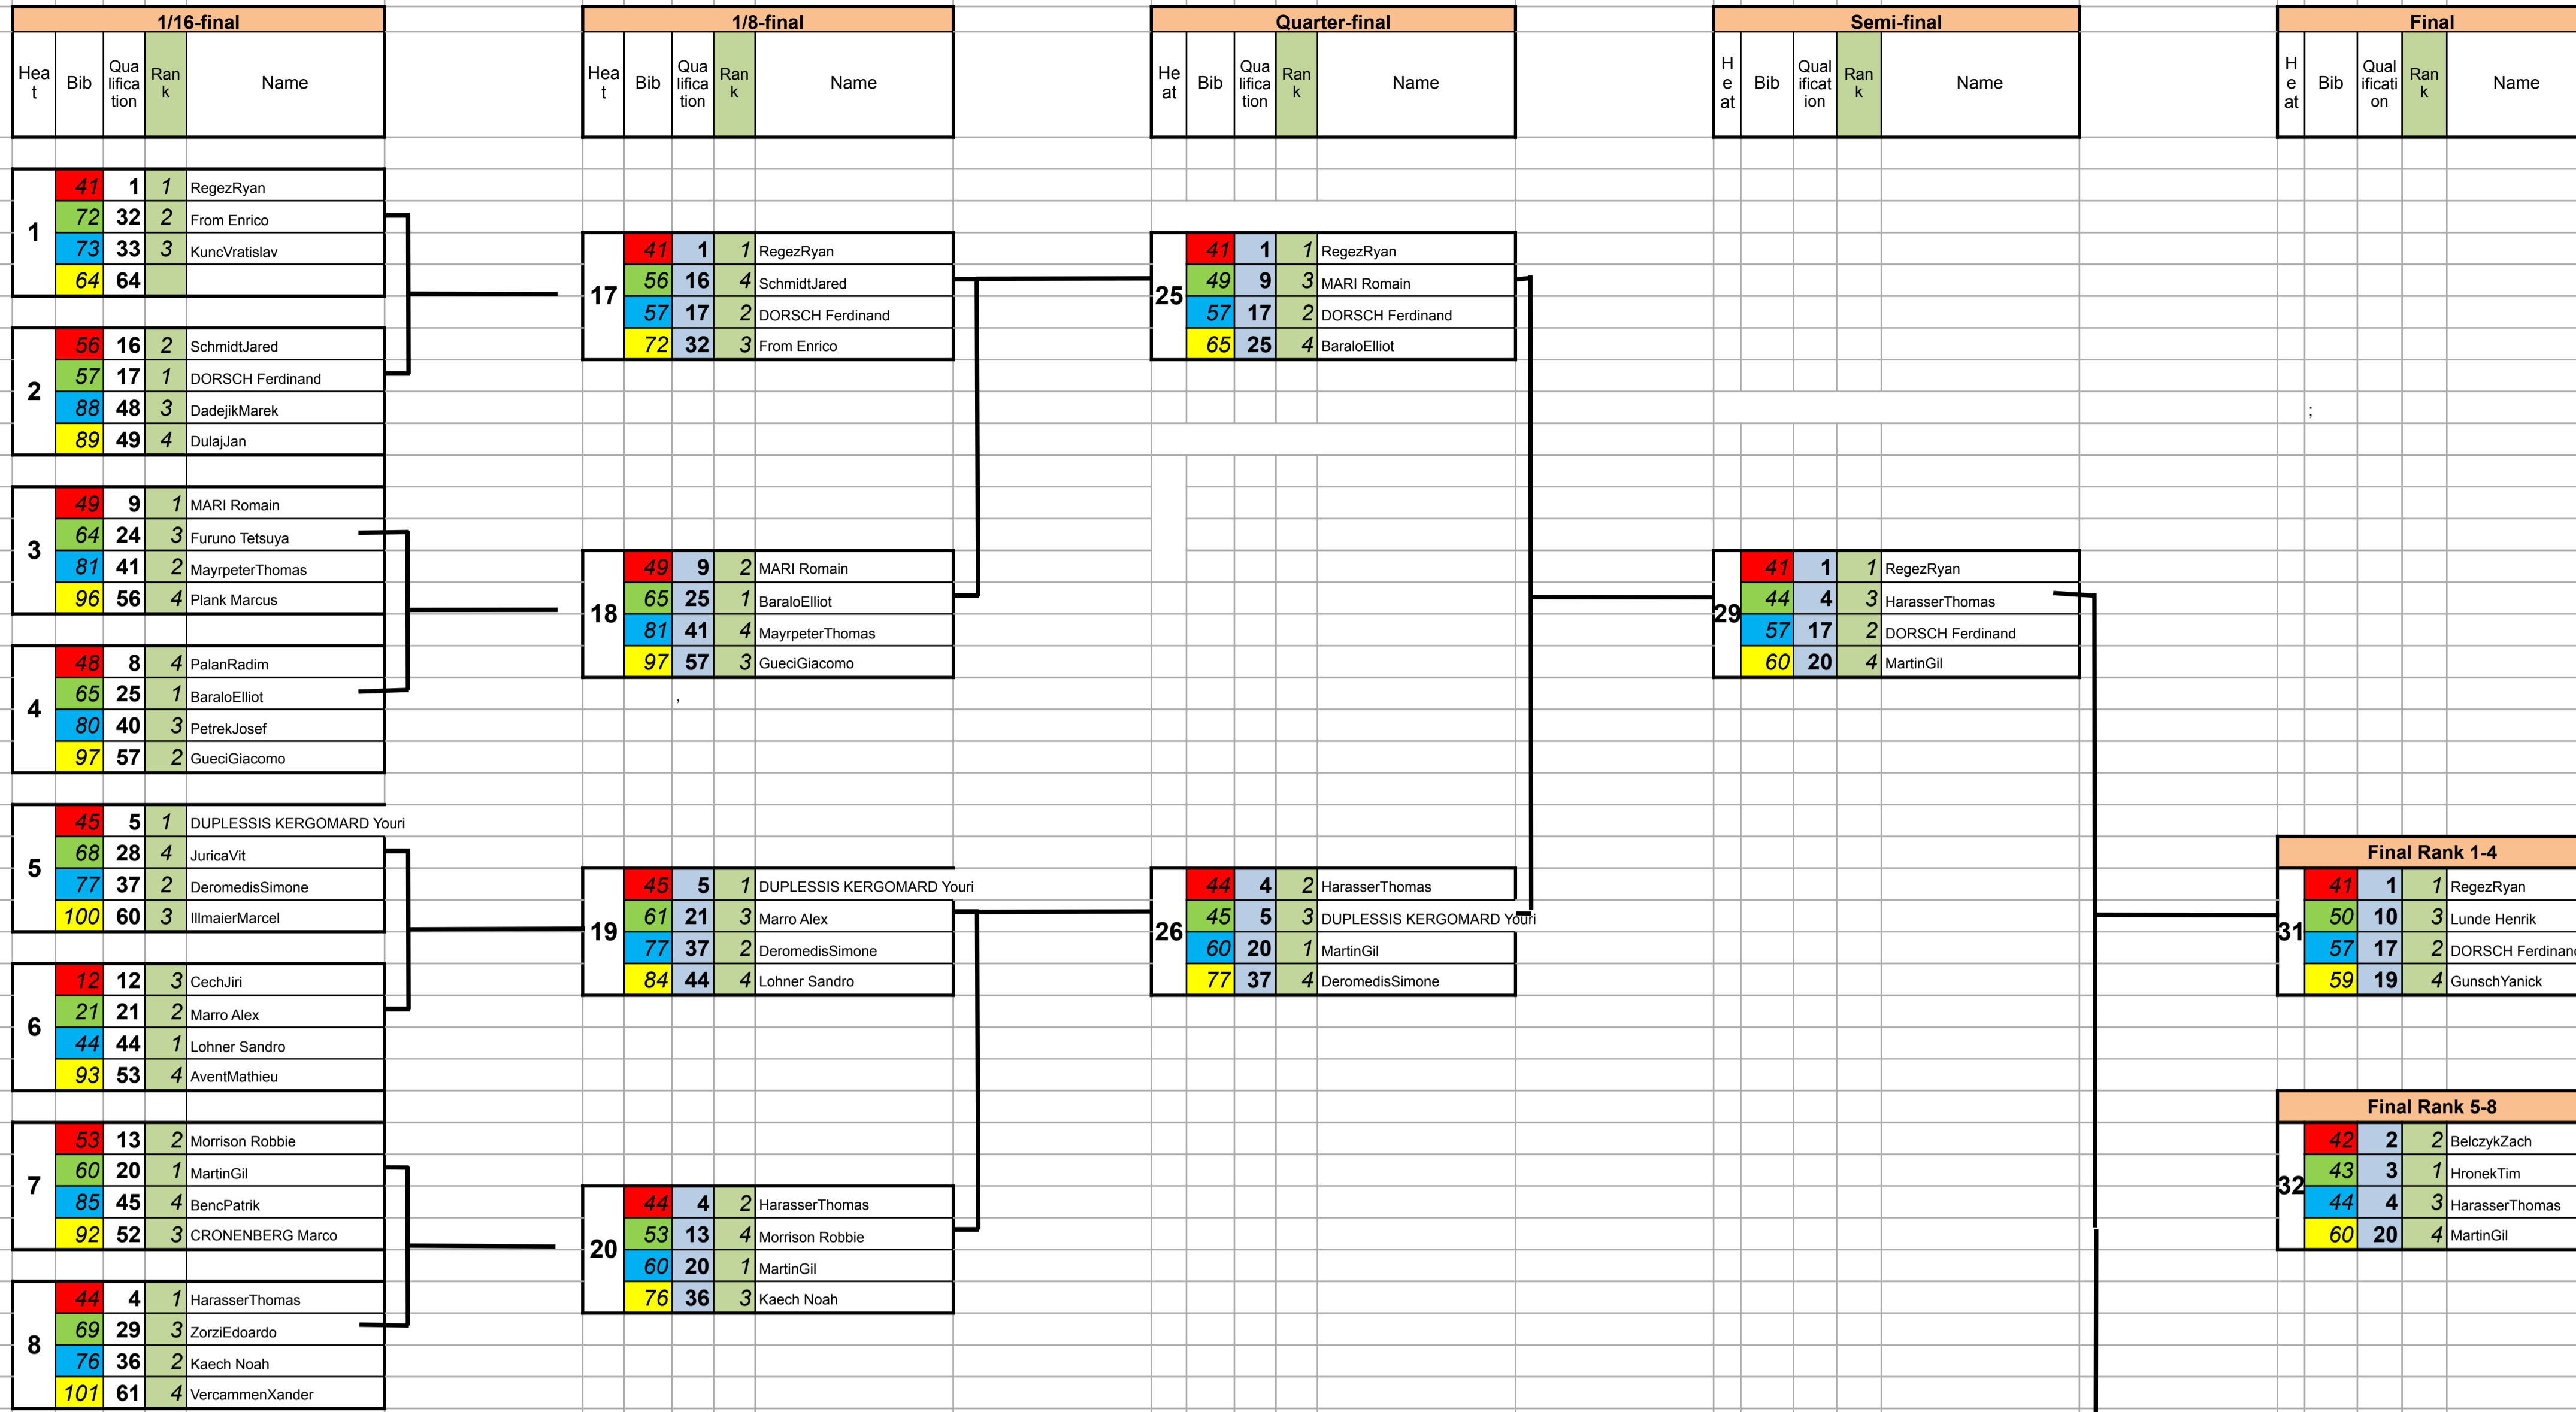 1/16-final
Heat Bib Qualification Rank Name
1
41 1 1 RegezRyan
72 32 2 From Enrico
73 33 3 KuncVratislav
64 64
2
56 16 2 SchmidtJared
57 17 1 DORSCH Ferdinand
88 48 3 DadejikMarek
89 49 4 DulajJan
3
49 9 1 MARI Romain
64 24 3 Furuno Tetsuya
81 41 2 MayrpeterThomas
96 56 4 Plank Marcus
4
48 8 4 PalanRadim
65 25 1 BaraloElliot
80 40 3 PetrekJosef
97 57 2 GueciGiacomo
5
45 5 1 DUPLESSIS KERGOMARD Youri
68 28 4 JuricaVit
77 37 2 DeromedisSimone
100 60 3 IllmaierMarcel
6
12 12 3 CechJiri
21 21 2 Marro Alex
44 44 1 Lohner Sandro
93 53 4 AventMathieu
7
53 13 2 Morrison Robbie
60 20 1 MartinGil
85 45 4 BencPatrik
92 52 3 CRONENBERG Marco
8
44 4 1 HarasserThomas
69 29 3 ZorziEdoardo
76 36 2 Kaech Noah
101 61 4 VercammenXander
1/8-final
Heat Bib Qualification Rank Name
17
41 1 1 RegezRyan
56 16 4 SchmidtJared
57 17 2 DORSCH Ferdinand
72 32 3 From Enrico
18
49 9 2 MARI Romain
65 25 1 BaraloElliot
81 41 4 MayrpeterThomas
97 57 3 GueciGiacomo
,
19
45 5 1 DUPLESSIS KERGOMARD Youri
61 21 3 Marro Alex
77 37 2 DeromedisSimone
84 44 4 Lohner Sandro
20
44 4 2 HarasserThomas
53 13 4 Morrison Robbie
60 20 1 MartinGil
76 36 3 Kaech Noah
Quarter-final
Heat Bib Qualification Rank Name
25
41 1 1 RegezRyan
49 9 3 MARI Romain
57 17 2 DORSCH Ferdinand
65 25 4 BaraloElliot
26
44 4 2 HarasserThomas
45 5 3 DUPLESSIS KERGOMARD Youri
60 20 1 MartinGil
77 37 4 DeromedisSimone
Semi-final
Heat Bib Qualification Rank Name
29
41 1 1 RegezRyan
44 4 3 HarasserThomas
57 17 2 DORSCH Ferdinand
60 20 4 MartinGil
Final
Heat Bib Qualification Rank Name
;
Final Rank 1-4
31
41 1 1 RegezRyan
50 10 3 Lunde Henrik
57 17 2 DORSCH Ferdinand
59 19 4 GunschYanick
Final Rank 5-8
32
42 2 2 BelczykZach
43 3 1 HronekTim
44 4 3 HarasserThomas
60 20 4 MartinGil